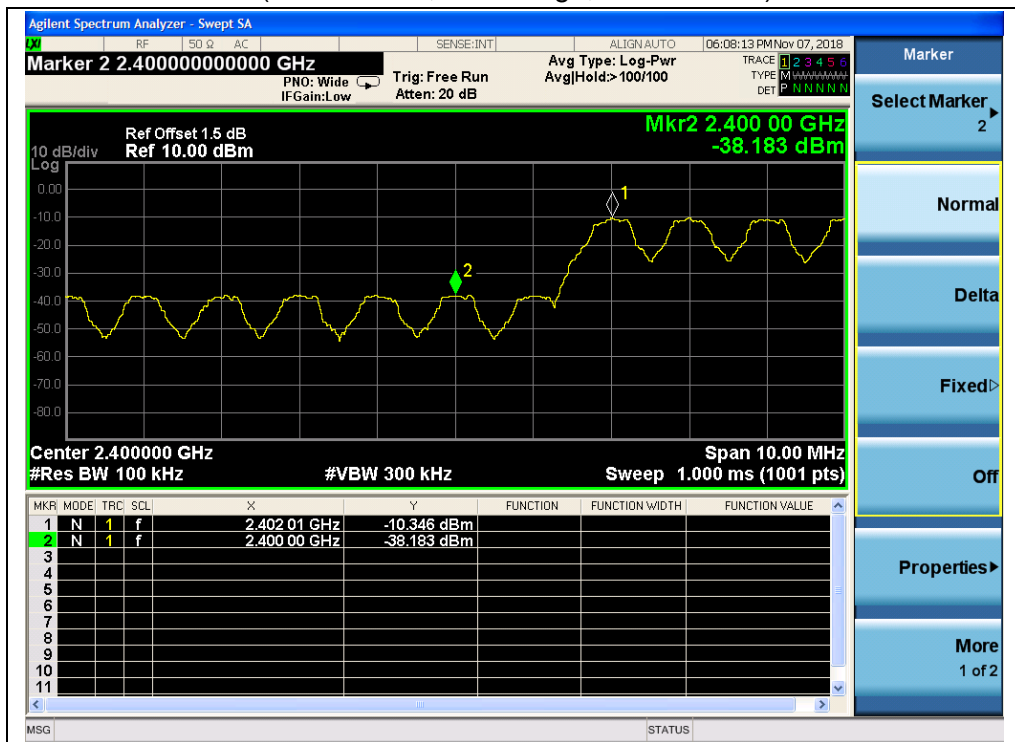 Agilent Spectrum Analyzer - Swept SA
LXI RF 50 Ω AC SENSE:INT ALIGN AUTO 06:08:13 PM Nov 07, 2018
Marker 2 2.400000000000 GHz
PNO: Wide
IFGain:Low
Trig: Free Run
Atten: 20 dB
Avg Type: Log-Pwr
Avg|Hold:>100/100
TRACE 1 2 3 4 5 6
TYPE M
DET P N N N N N
Marker
Select Marker
2
Normal
Delta
Fixed
Off
Properties
More
1 of 2
Mkr2 2.400 00 GHz
-38.183 dBm
Ref Offset 1.5 dB
10 dB/div Ref 10.00 dBm
Log
0.00
-10.0
-20.0
-30.0
-40.0
-50.0
-60.0
-70.0
-80.0
1
2
Center 2.400000 GHz Span 10.00 MHz
#Res BW 100 kHz #VBW 300 kHz Sweep 1.000 ms (1001 pts)
MKR MODE TRC SCL X Y FUNCTION FUNCTION WIDTH FUNCTION VALUE
1 N 1 f 2.402 01 GHz -10.346 dBm
2 N 1 f 2.400 00 GHz -38.183 dBm
3
4
5
6
7
8
9
10
11
MSG STATUS